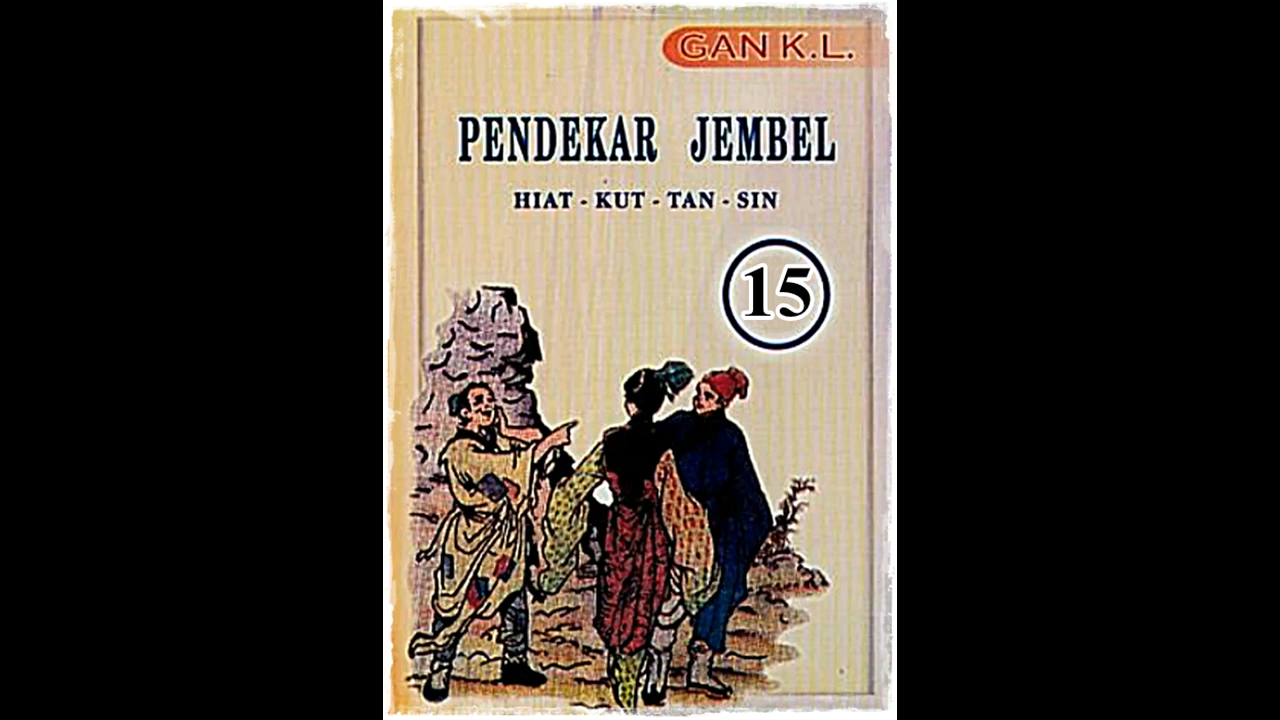 GAN K.L.
PENDEKAR JEMBEL
HIAT - KUT - TAN - SIN
15